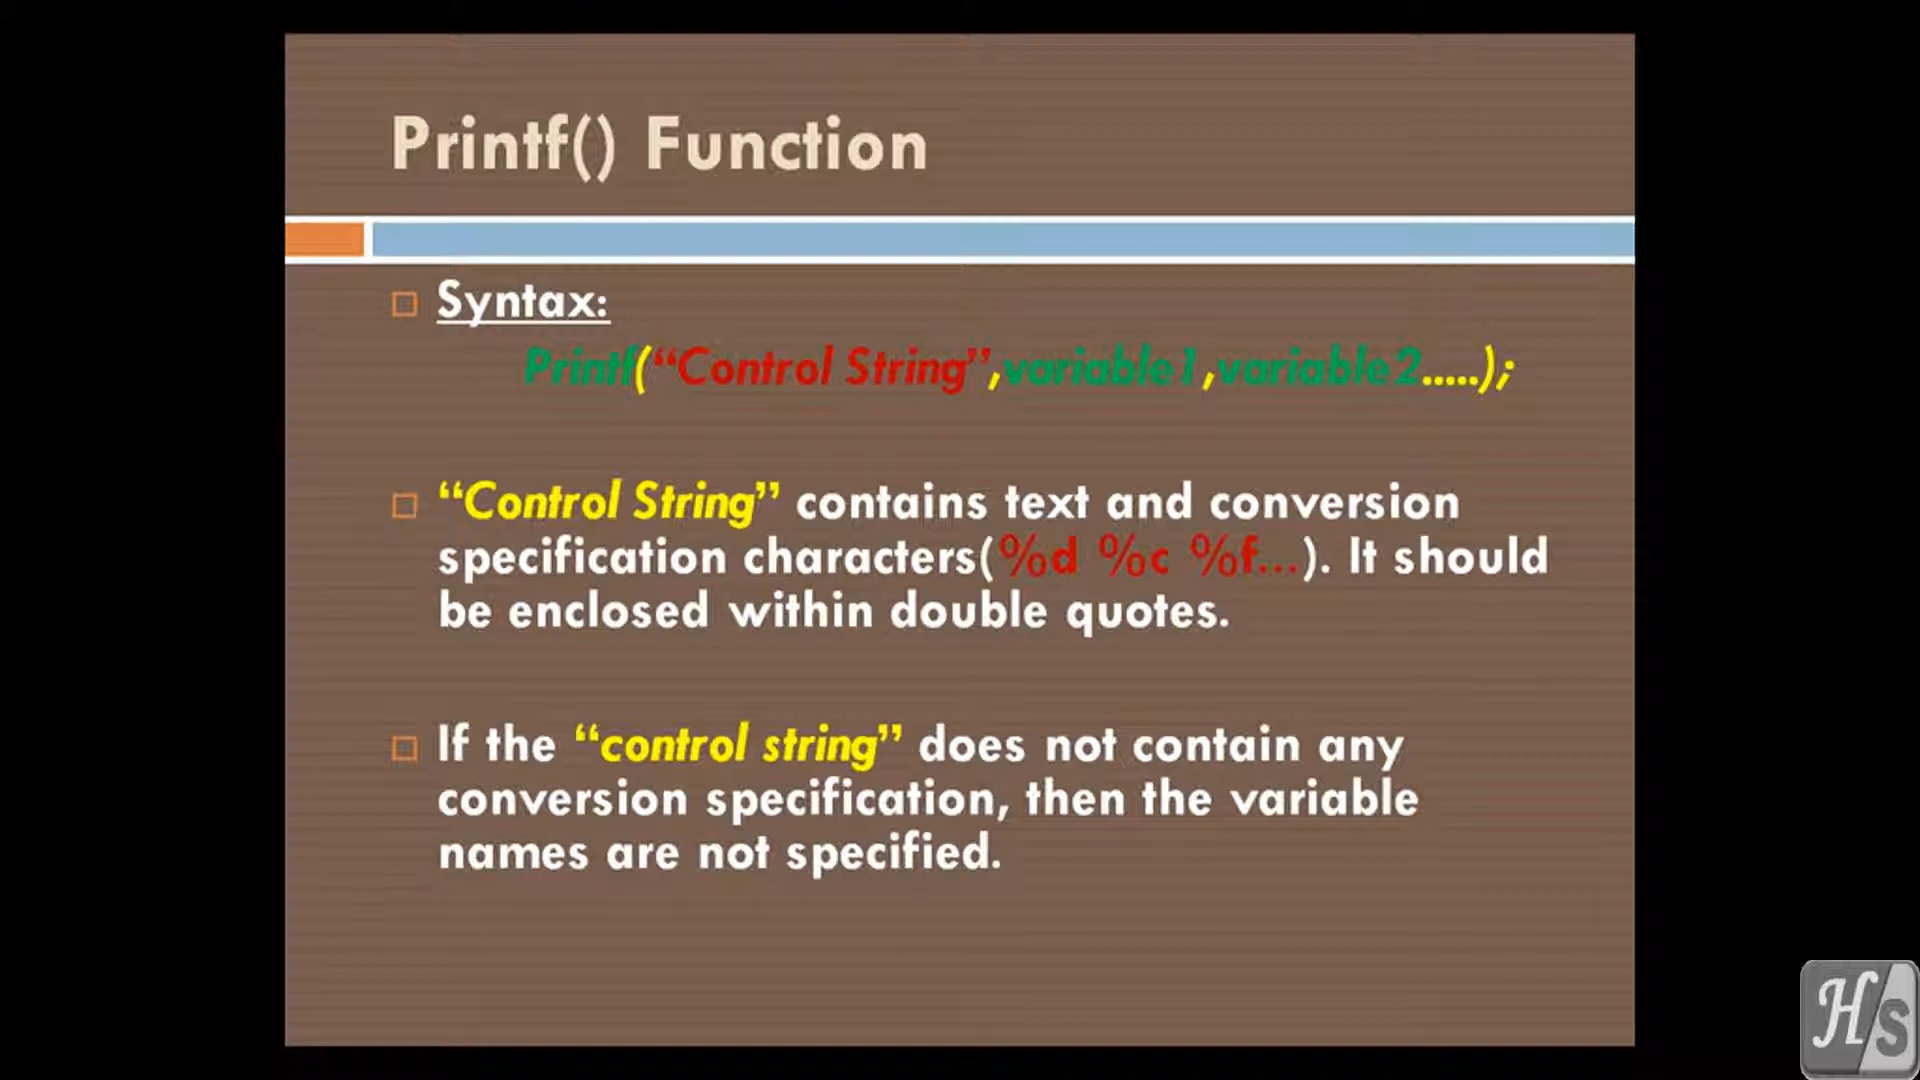 Printf() Function
Syntax:
Printf(“Control String”,variable1,variable2.....);
“Control String” contains text and conversion
specification characters(%d %c %f...). It should
be enclosed within double quotes.
If the “control string” does not contain any
conversion specification, then the variable
names are not specified.
Hs